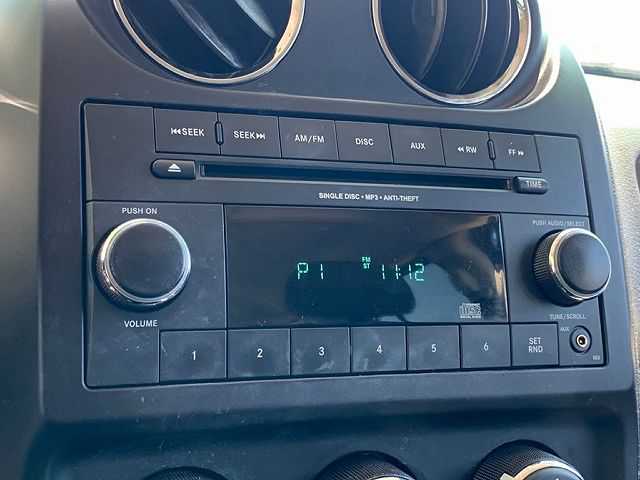 ⏮SEEK SEEK⏭ AM/FM DISC AUX ◀◀ RW FF ▶▶
TIME
SINGLE DISC • MP3 • ANTI-THEFT
PUSH ON
PUSH AUDIO/SELECT
FM
P1 ST 11:12
VOLUME
TUNE/SCROLL
1 2 3 4 5 6 SET
RND
AUX